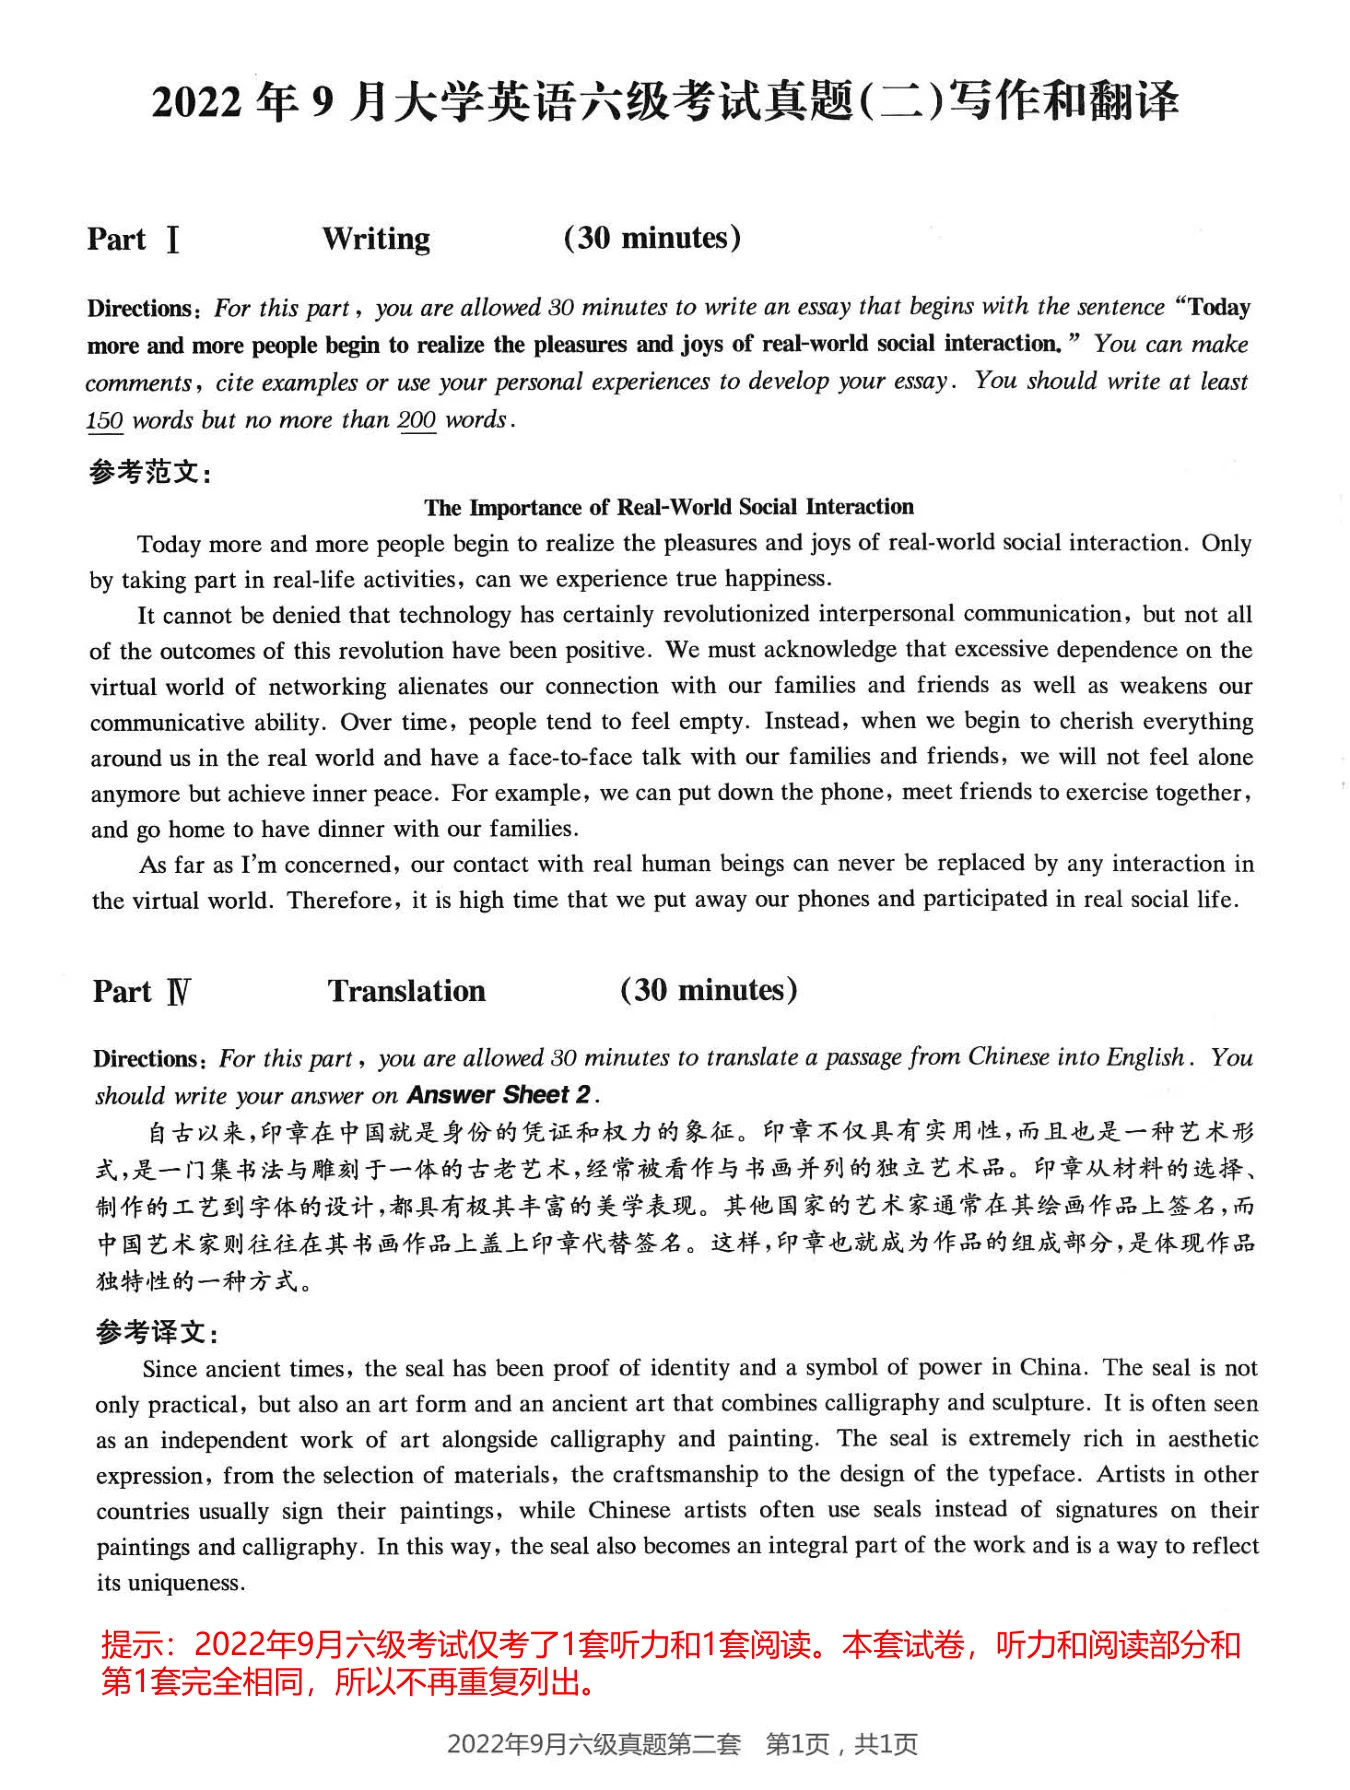 2022 年 9 月大学英语六级考试真题(二)写作和翻译
Part Ⅰ Writing (30 minutes)
Directions: For this part, you are allowed 30 minutes to write an essay that begins with the sentence “Today
more and more people begin to realize the pleasures and joys of real-world social interaction.” You can make
comments, cite examples or use your personal experiences to develop your essay. You should write at least
150 words but no more than 200 words.
参考范文:
The Importance of Real-World Social Interaction
Today more and more people begin to realize the pleasures and joys of real-world social interaction. Only
by taking part in real-life activities, can we experience true happiness.
It cannot be denied that technology has certainly revolutionized interpersonal communication, but not all
of the outcomes of this revolution have been positive. We must acknowledge that excessive dependence on the
virtual world of networking alienates our connection with our families and friends as well as weakens our
communicative ability. Over time, people tend to feel empty. Instead, when we begin to cherish everything
around us in the real world and have a face-to-face talk with our families and friends, we will not feel alone
anymore but achieve inner peace. For example, we can put down the phone, meet friends to exercise together,
and go home to have dinner with our families.
As far as I’m concerned, our contact with real human beings can never be replaced by any interaction in
the virtual world. Therefore, it is high time that we put away our phones and participated in real social life.
Part Ⅳ Translation (30 minutes)
Directions: For this part, you are allowed 30 minutes to translate a passage from Chinese into English. You
should write your answer on Answer Sheet 2.
自古以来,印章在中国就是身份的凭证和权力的象征。印章不仅具有实用性,而且也是一种艺术形
式,是一门集书法与雕刻于一体的古老艺术,经常被看作与书画并列的独立艺术品。印章从材料的选择、
制作的工艺到字体的设计,都具有极其丰富的美学表现。其他国家的艺术家通常在其绘画作品上签名,而
中国艺术家则往往在其书画作品上盖上印章代替签名。这样,印章也就成为作品的组成部分,是体现作品
独特性的一种方式。
参考译文:
Since ancient times, the seal has been proof of identity and a symbol of power in China. The seal is not
only practical, but also an art form and an ancient art that combines calligraphy and sculpture. It is often seen
as an independent work of art alongside calligraphy and painting. The seal is extremely rich in aesthetic
expression, from the selection of materials, the craftsmanship to the design of the typeface. Artists in other
countries usually sign their paintings, while Chinese artists often use seals instead of signatures on their
paintings and calligraphy. In this way, the seal also becomes an integral part of the work and is a way to reflect
its uniqueness.
提示：2022年9月六级考试仅考了1套听力和1套阅读。本套试卷，听力和阅读部分和
第1套完全相同，所以不再重复列出。
2022年9月六级真题第二套 第1页，共1页